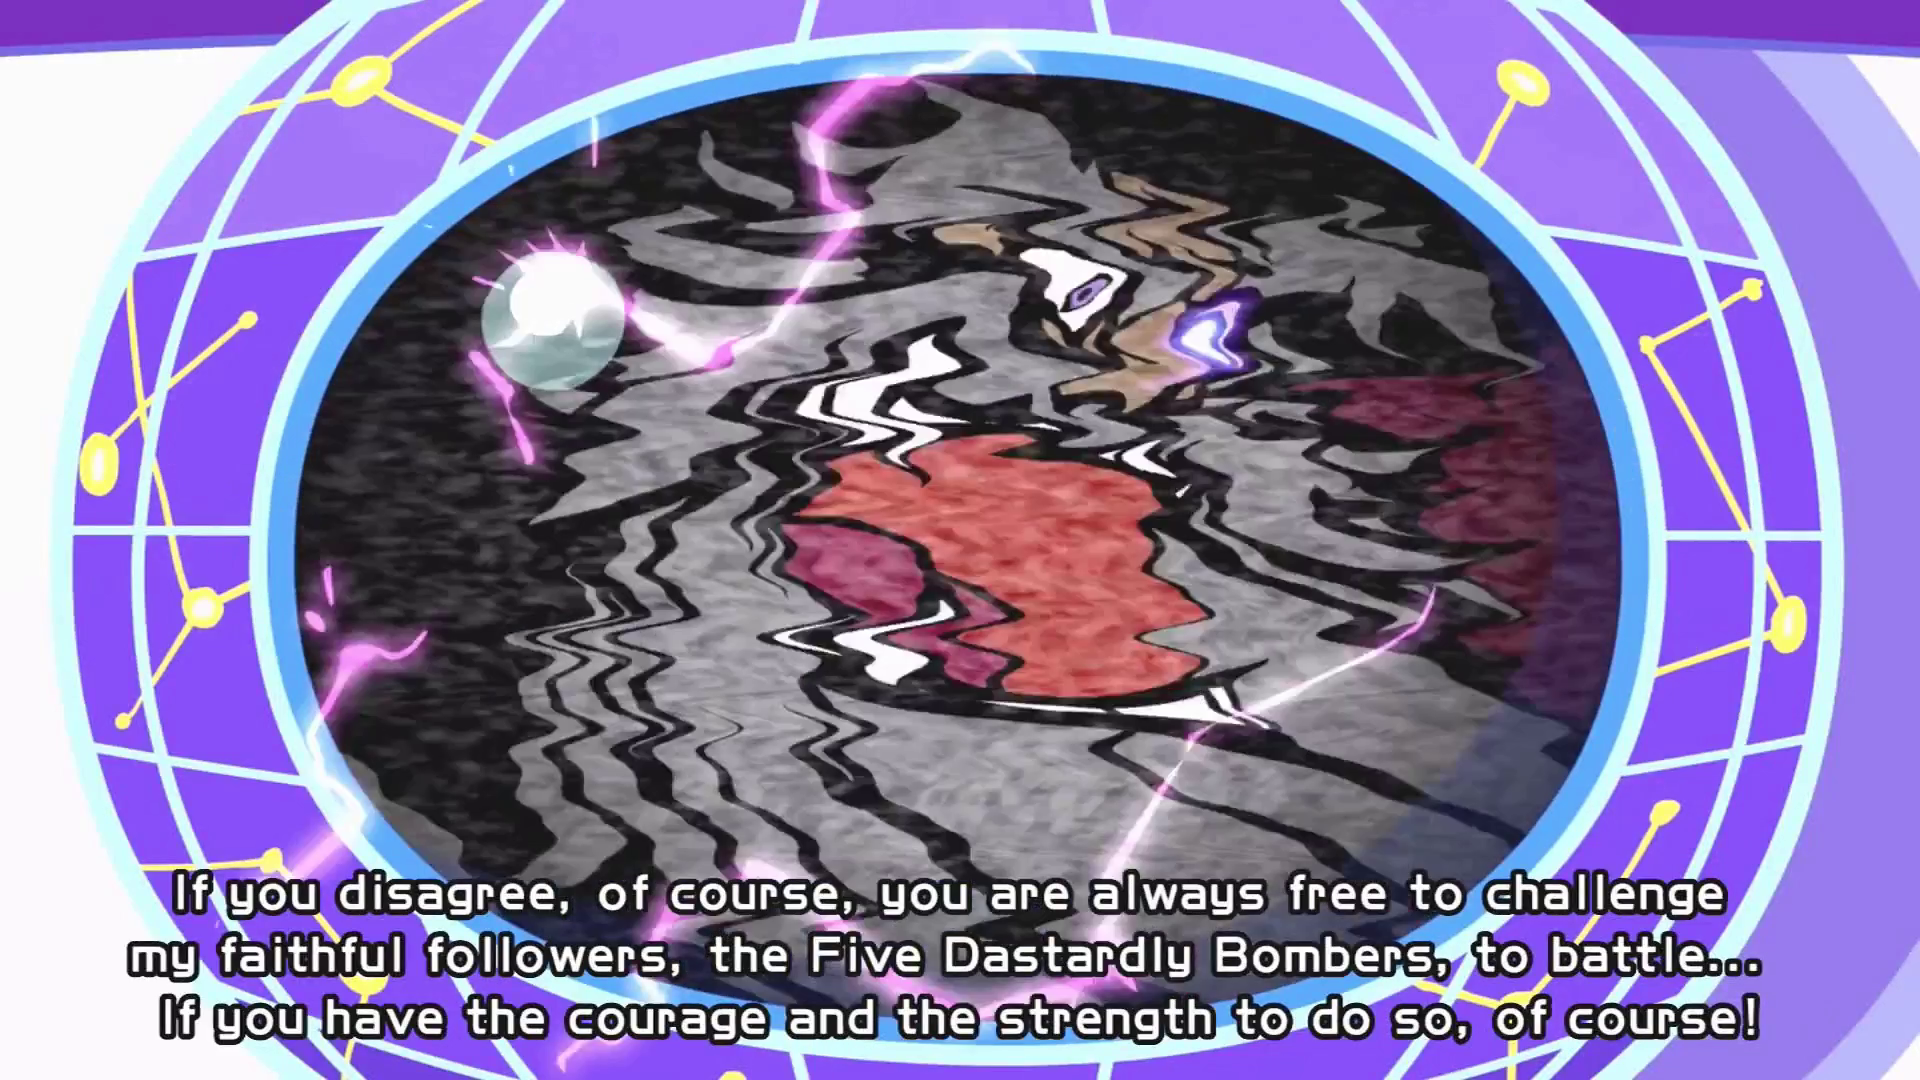 If you disagree, of course, you are always free to challenge
my faithful followers, the Five Dastardly Bombers, to battle...
If you have the courage and the strength to do so, of course!